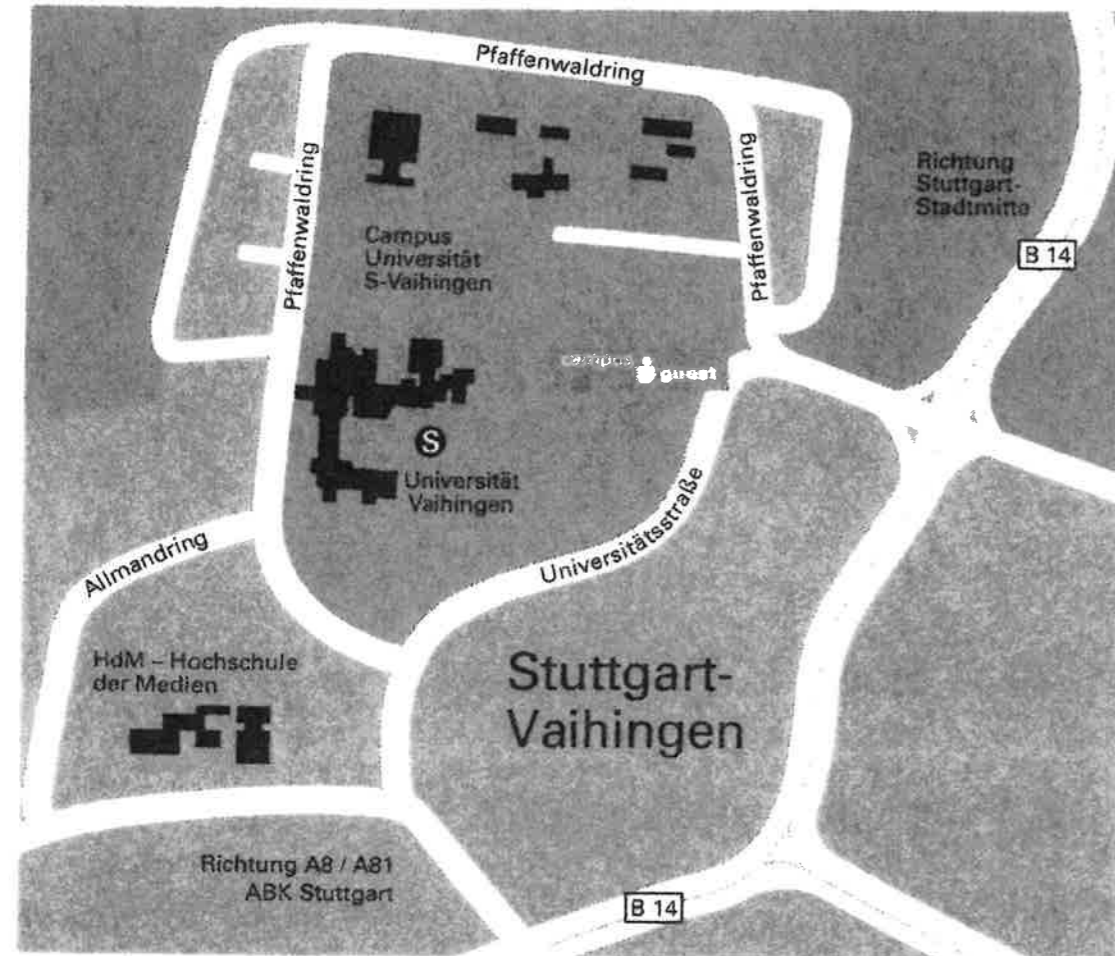 Pfaffenwaldring
Pfaffenwaldring
Pfaffenwaldring
Richtung
Stuttgart-
Stadtmitte
B 14
Campus
Universität
S-Vaihingen
campus
guest
S
Universität
Vaihingen
Universitätsstraße
Allmandring
HdM – Hochschule
der Medien
Stuttgart-
Vaihingen
Richtung A8 / A81
ABK Stuttgart
B 14